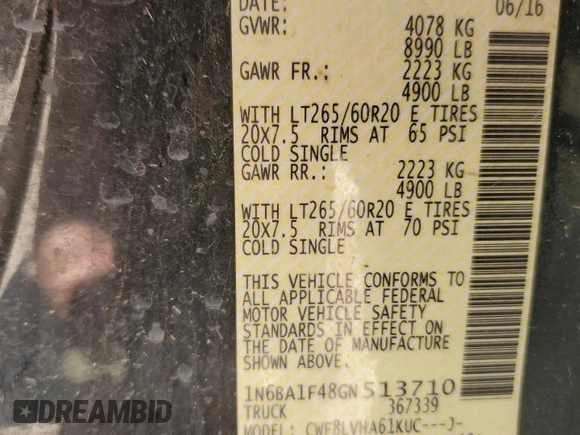 DATE: 06/16
GVWR: 4078 KG
8990 LB
GAWR FR.: 2223 KG
4900 LB
WITH LT265/60R20 E TIRES
20X7.5 RIMS AT 65 PSI
COLD SINGLE
GAWR RR.: 2223 KG
4900 LB
WITH LT265/60R20 E TIRES
20X7.5 RIMS AT 70 PSI
COLD SINGLE
THIS VEHICLE CONFORMS TO
ALL APPLICABLE FEDERAL
MOTOR VEHICLE SAFETY
STANDARDS IN EFFECT ON
THE DATE OF MANUFACTURE
SHOWN ABOVE.
1N6BA1F48GN513710
TRUCK 367339
MODEL: CWF8LVHA61KUC---J-
DREAMBID